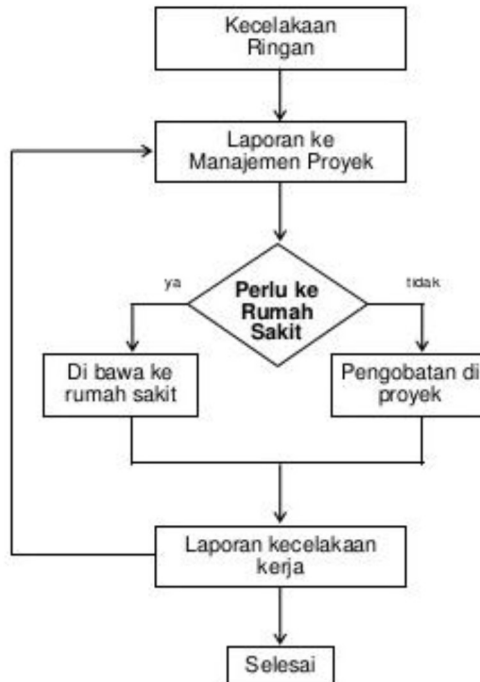 Kecelakaan
Ringan
Laporan ke
Manajemen Proyek
ya
tidak
Perlu ke
Rumah
Sakit
Di bawa ke
rumah sakit
Pengobatan di
proyek
Laporan kecelakaan
kerja
Selesai